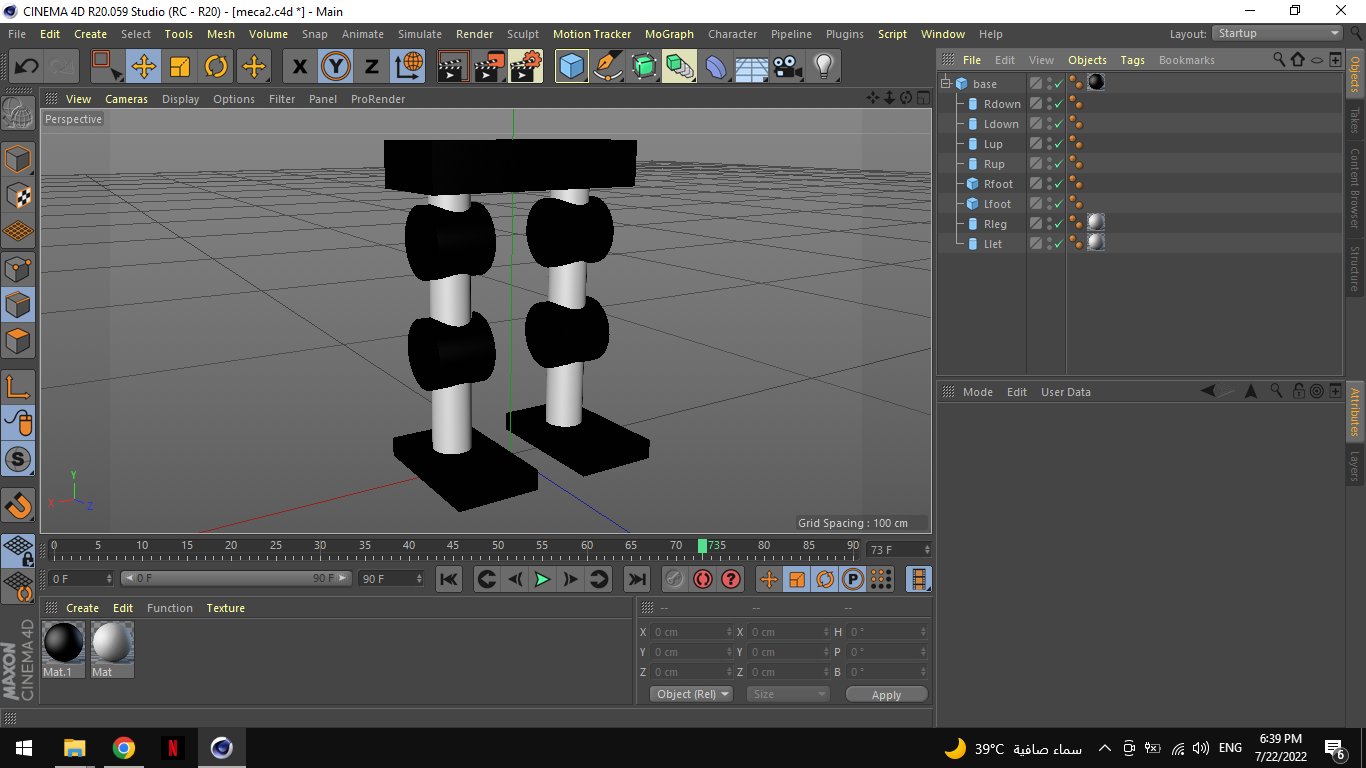 CINEMA 4D R20.059 Studio (RC - R20) - [meca2.c4d *] - Main
File Edit Create Select Tools Mesh Volume Snap Animate Simulate Render Sculpt Motion Tracker MoGraph Character Pipeline Plugins Script Window Help Layout: Startup
X Y Z
File Edit View Objects Tags Bookmarks
View Cameras Display Options Filter Panel ProRender
Perspective
base
Rdown
Ldown
Lup
Rup
Rfoot
Lfoot
Rleg
Llet
Objects
Takes
Content Browser
Structure
Mode Edit User Data
Attributes
Layers
Y
X
Z
Grid Spacing : 100 cm
0 5 10 15 20 25 30 35 40 45 50 55 60 65 70 735 80 85 90 73 F
0 F 0 F 90 F 90 F
Create Edit Function Texture
Mat.1 Mat
-- -- --
X 0 cm X 0 cm H 0 °
Y 0 cm Y 0 cm P 0 °
Z 0 cm Z 0 cm B 0 °
Object (Rel) Size Apply
MAXON
CINEMA 4D
N
39°C سماء صافية ENG 6:39 PM
7/22/2022
6